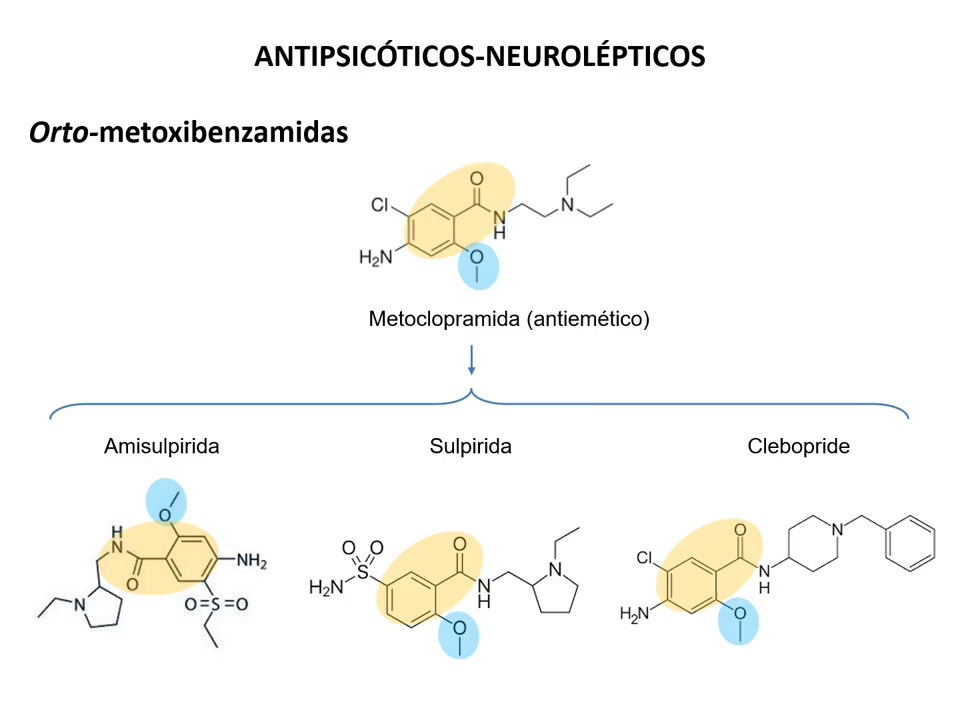 ANTIPSICÓTICOS-NEUROLÉPTICOS
Orto-metoxibenzamidas
O
Cl
N
H
N
H₂N
O
Metoclopramida (antiemético)
Amisulpirida
Sulpirida
Clebopride
O
H
N
NH₂
O
N
O=S=O
O O
S
H₂N
O
N
N
H
O
O
N
Cl
N
H
H₂N
O